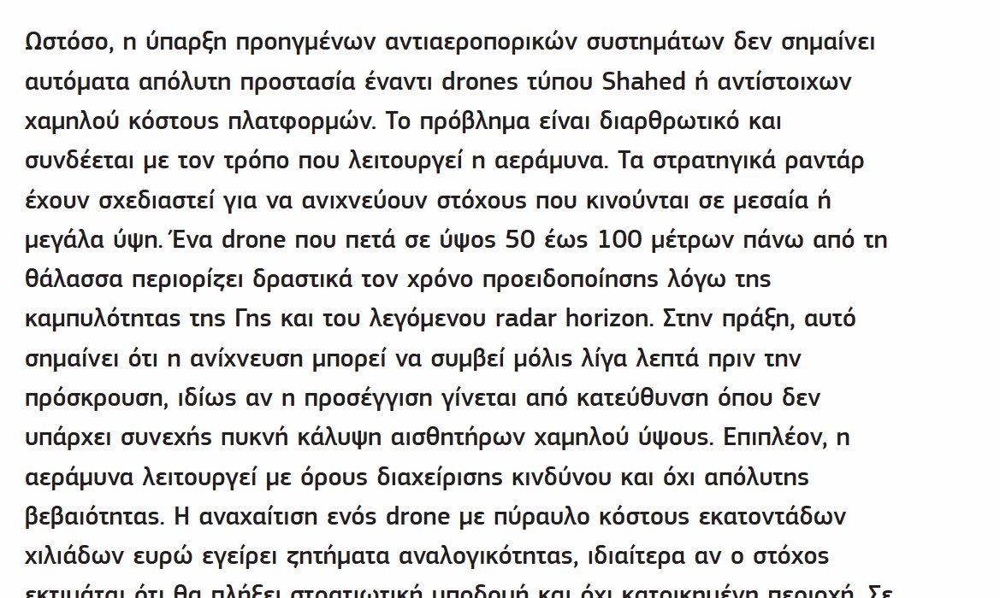 Ωστόσο, η ύπαρξη προηγμένων αντιαεροπορικών συστημάτων δεν σημαίνει
αυτόματα απόλυτη προστασία έναντι drones τύπου Shahed ή αντίστοιχων
χαμηλού κόστους πλατφορμών. Το πρόβλημα είναι διαρθρωτικό και
συνδέεται με τον τρόπο που λειτουργεί η αεράμυνα. Τα στρατηγικά ραντάρ
έχουν σχεδιαστεί για να ανιχνεύουν στόχους που κινούνται σε μεσαία ή
μεγάλα ύψη. Ένα drone που πετά σε ύψος 50 έως 100 μέτρων πάνω από τη
θάλασσα περιορίζει δραστικά τον χρόνο προειδοποίησης λόγω της
καμπυλότητας της Γης και του λεγόμενου radar horizon. Στην πράξη, αυτό
σημαίνει ότι η ανίχνευση μπορεί να συμβεί μόλις λίγα λεπτά πριν την
πρόσκρουση, ιδίως αν η προσέγγιση γίνεται από κατεύθυνση όπου δεν
υπάρχει συνεχής πυκνή κάλυψη αισθητήρων χαμηλού ύψους. Επιπλέον, η
αεράμυνα λειτουργεί με όρους διαχείρισης κινδύνου και όχι απόλυτης
βεβαιότητας. Η αναχαίτιση ενός drone με πύραυλο κόστους εκατοντάδων
χιλιάδων ευρώ εγείρει ζητήματα αναλογικότητας, ιδιαίτερα αν ο στόχος
εκτιμάται ότι θα πλήξει στρατιωτική υποδομή και όχι κατοικημένη περιοχή. Σε